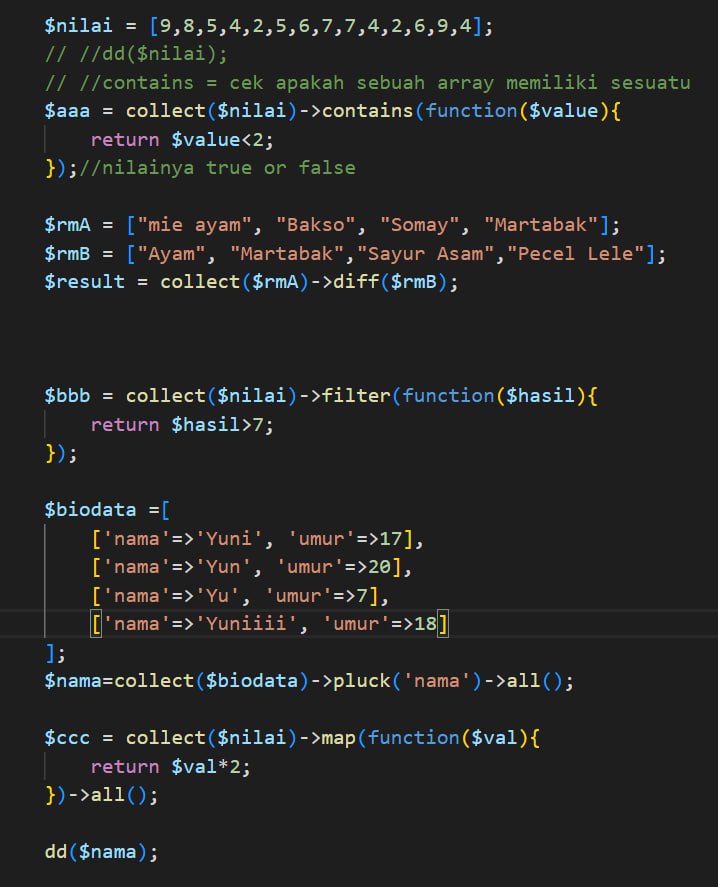 $nilai = [9,8,5,4,2,5,6,7,7,4,2,6,9,4];
// //dd($nilai);
// //contains = cek apakah sebuah array memiliki sesuatu
$aaa = collect($nilai)->contains(function($value){
    return $value<2;
});//nilainya true or false

$rmA = ["mie ayam", "Bakso", "Somay", "Martabak"];
$rmB = ["Ayam", "Martabak","Sayur Asam","Pecel Lele"];
$result = collect($rmA)->diff($rmB);

$bbb = collect($nilai)->filter(function($hasil){
    return $hasil>7;
});

$biodata =[
    ['nama'=>'Yuni', 'umur'=>17],
    ['nama'=>'Yun', 'umur'=>20],
    ['nama'=>'Yu', 'umur'=>7],
    ['nama'=>'Yuniiii', 'umur'=>18]
];
$nama=collect($biodata)->pluck('nama')->all();

$ccc = collect($nilai)->map(function($val){
    return $val*2;
})->all();

dd($nama);